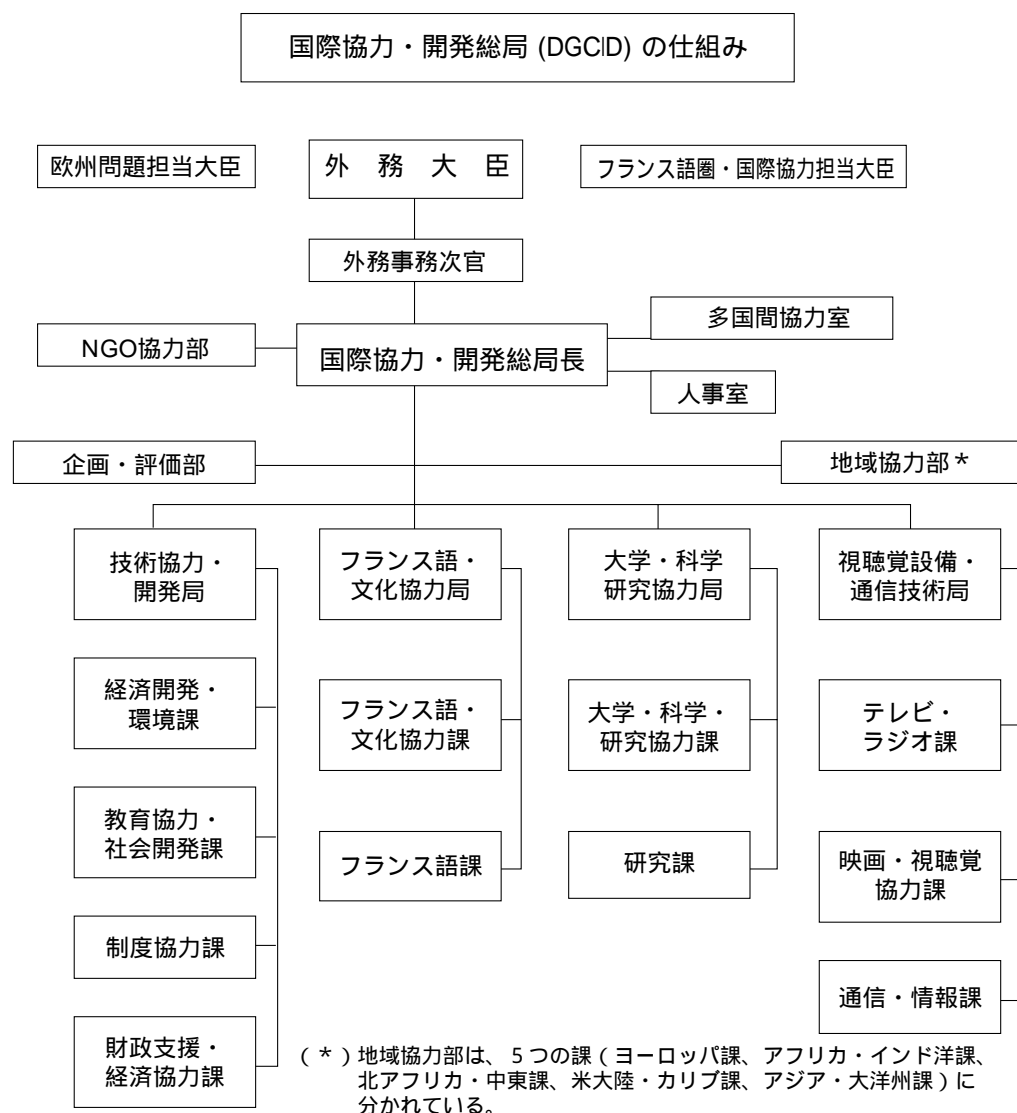 国際協力・開発総局 (DGCID) の仕組み
欧州問題担当大臣
外務大臣
フランス語圏・国際協力担当大臣
外務事務次官
多国間協力室
NGO協力部
国際協力・開発総局長
人事室
企画・評価部
地域協力部*
技術協力・
開発局
フランス語・
文化協力局
大学・科学
研究協力局
視聴覚設備・
通信技術局
経済開発・
環境課
フランス語・
文化協力課
大学・科学・
研究協力課
テレビ・
ラジオ課
教育協力・
社会開発課
フランス語課
研究課
映画・視聴覚
協力課
制度協力課
通信・情報課
財政支援・
経済協力課
(*)地域協力部は、5つの課(ヨーロッパ課、アフリカ・インド洋課、
北アフリカ・中東課、米大陸・カリブ課、アジア・大洋州課)に
分かれている。